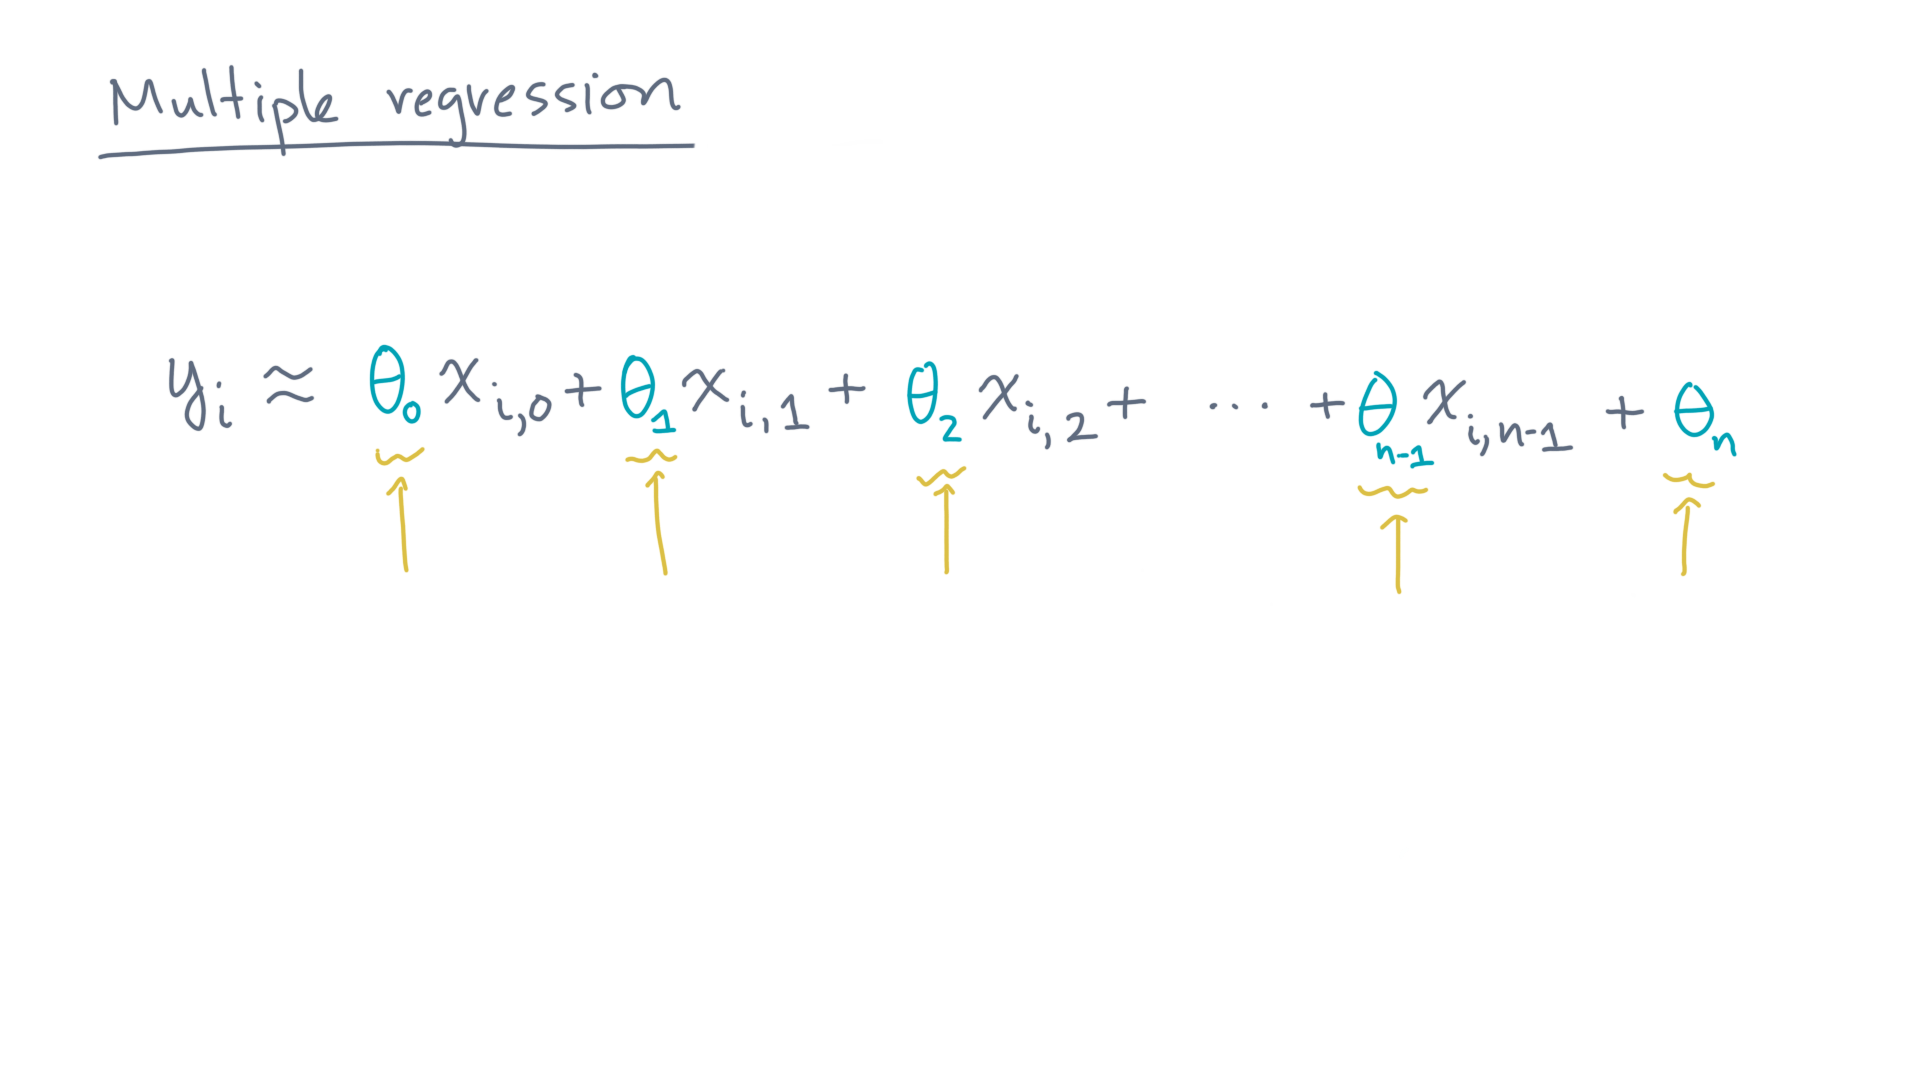 Multiple regression
yᵢ ≈ θ₀ xᵢ,₀ + θ₁ xᵢ,₁ + θ₂ xᵢ,₂ + ... + θₙ₋₁ xᵢ,ₙ₋₁ + θₙ